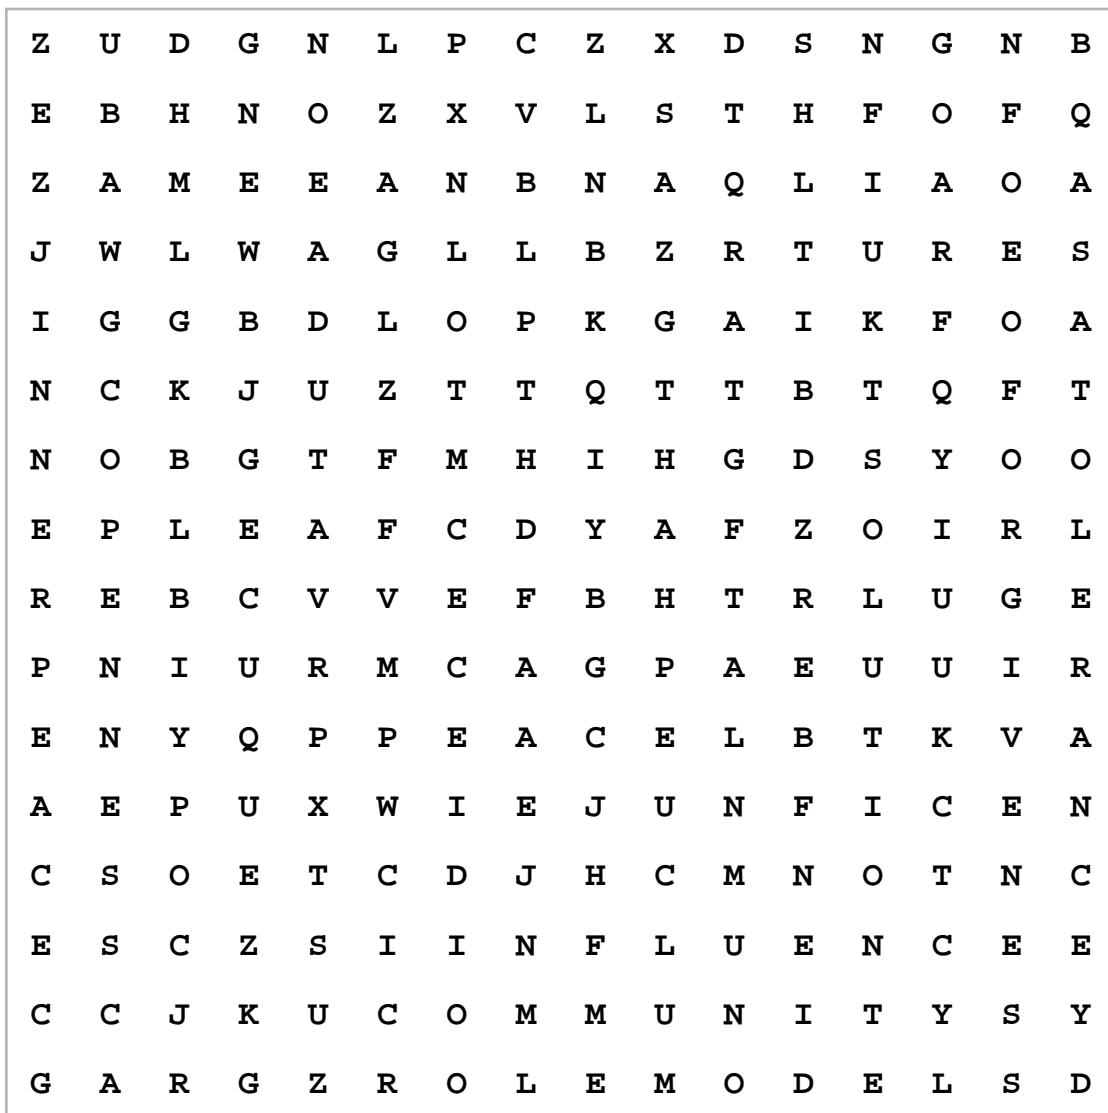 Z U D G N L P C Z X D S N G N B
E B H N O Z X V L S T H F O F Q
Z A M E E A N B N A Q L I A O A
J W L W A G L L B Z R T U R E S
I G G B D L O P K G A I K F O A
N C K J U Z T T Q T T B T Q F T
N O B G T F M H I H G D S Y O O
E P L E A F C D Y A F Z O I R L
R E B C V V E F B H T R L U G E
P N I U R M C A G P A E U U I R
E N Y Q P P E A C E L B T K V A
A E P U X W I E J U N F I C E N
C S O E T C D J H C M N O T N C
E S C Z S I I N F L U E N C E E
C C J K U C O M M U N I T Y S Y
G A R G Z R O L E M O D E L S D